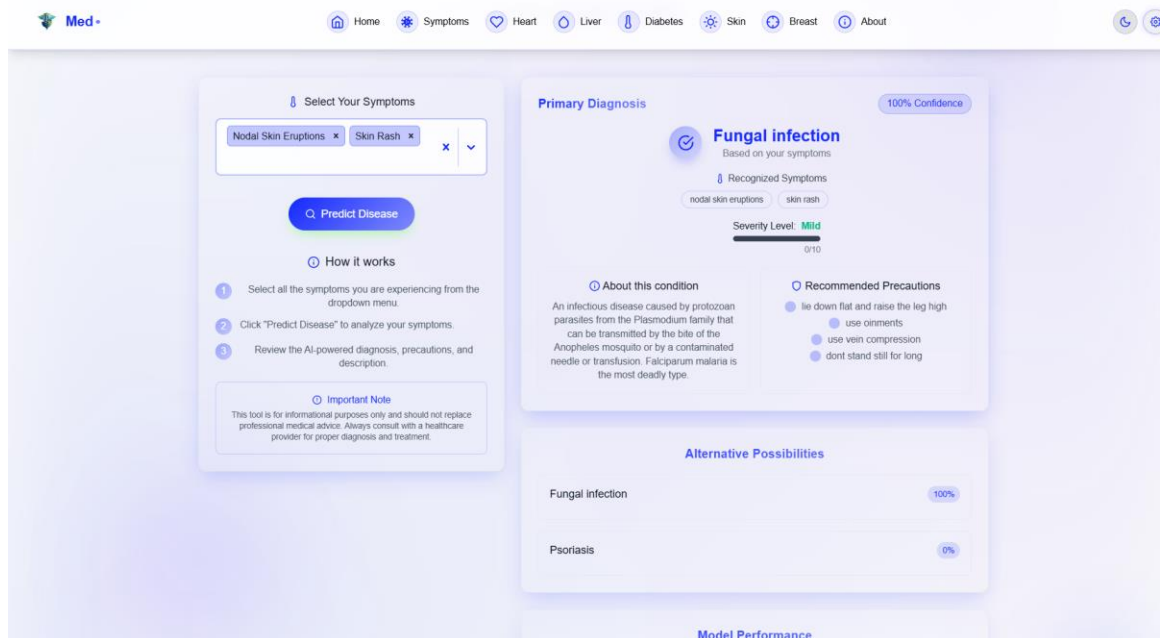 Med+
Home
Symptoms
Heart
Liver
Diabetes
Skin
Breast
About
Select Your Symptoms
Nodal Skin Eruptions ×
Skin Rash ×
Predict Disease
How it works
1
Select all the symptoms you are experiencing from the
dropdown menu.
2
Click "Predict Disease" to analyze your symptoms.
3
Review the AI-powered diagnosis, precautions, and
description.
Important Note
This tool is for informational purposes only and should not replace
professional medical advice. Always consult with a healthcare
provider for proper diagnosis and treatment.
Primary Diagnosis
100% Confidence
Fungal infection
Based on your symptoms
Recognized Symptoms
nodal skin eruptions
skin rash
Severity Level: Mild
0/10
About this condition
An infectious disease caused by protozoan
parasites from the Plasmodium family that
can be transmitted by the bite of the
Anopheles mosquito or by a contaminated
needle or transfusion. Falciparum malaria is
the most deadly type.
Recommended Precautions
lie down flat and raise the leg high
use oinments
use vein compression
dont stand still for long
Alternative Possibilities
Fungal infection
100%
Psoriasis
0%
Model Performance